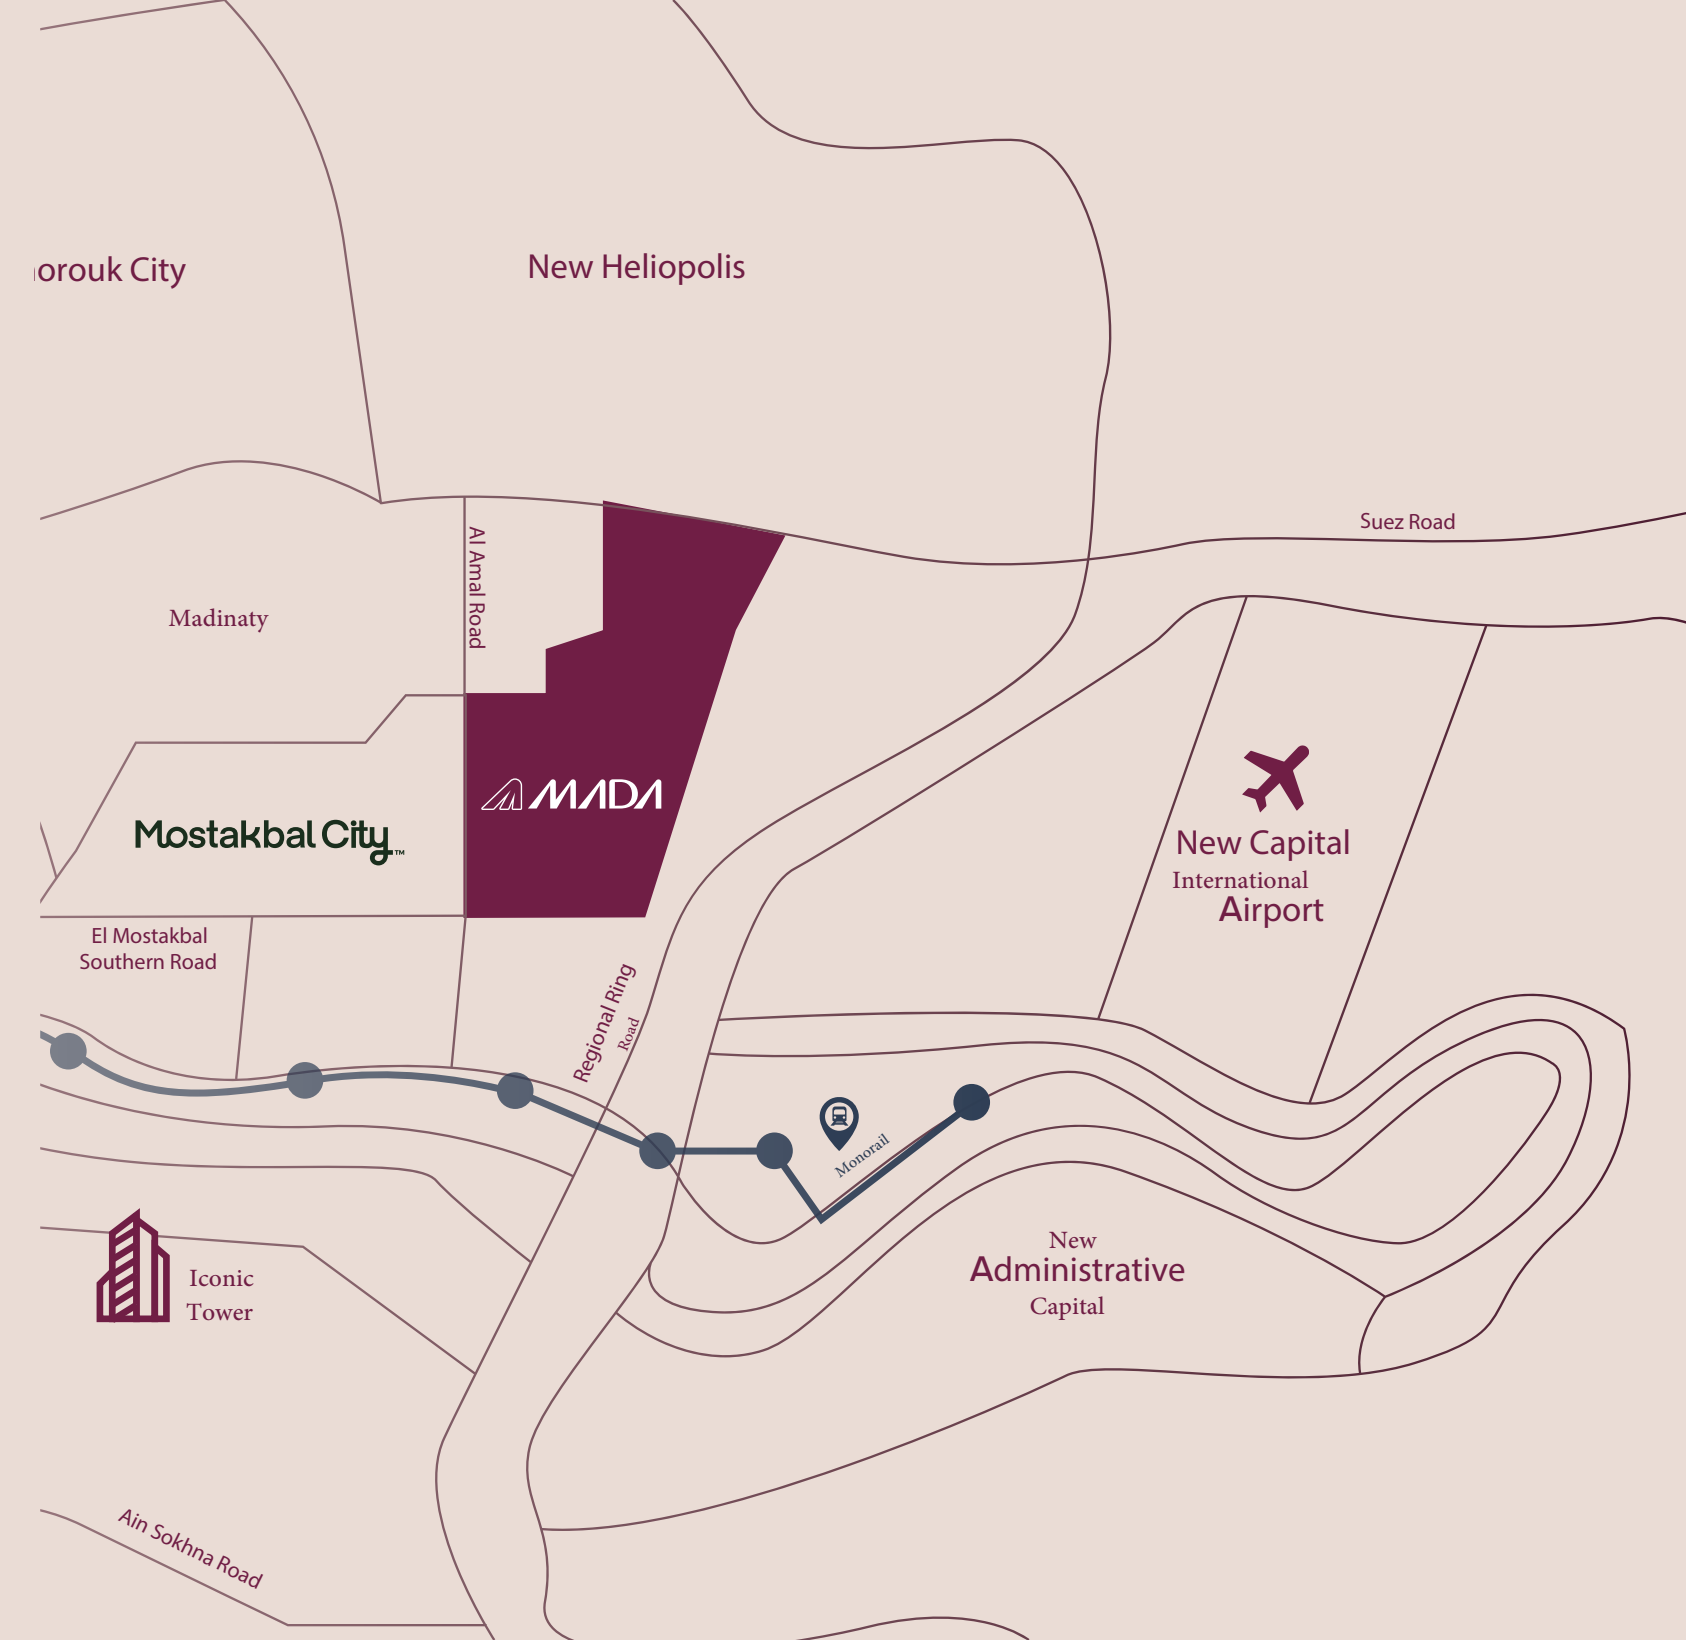 orouk City
New Heliopolis
Suez Road
Al Amal Road
Madinaty
MADA
Mostakbal City™
New Capital
International
Airport
El Mostakbal
Southern Road
Regional Ring
Road
Monorail
New
Administrative
Capital
Iconic
Tower
Ain Sokhna Road